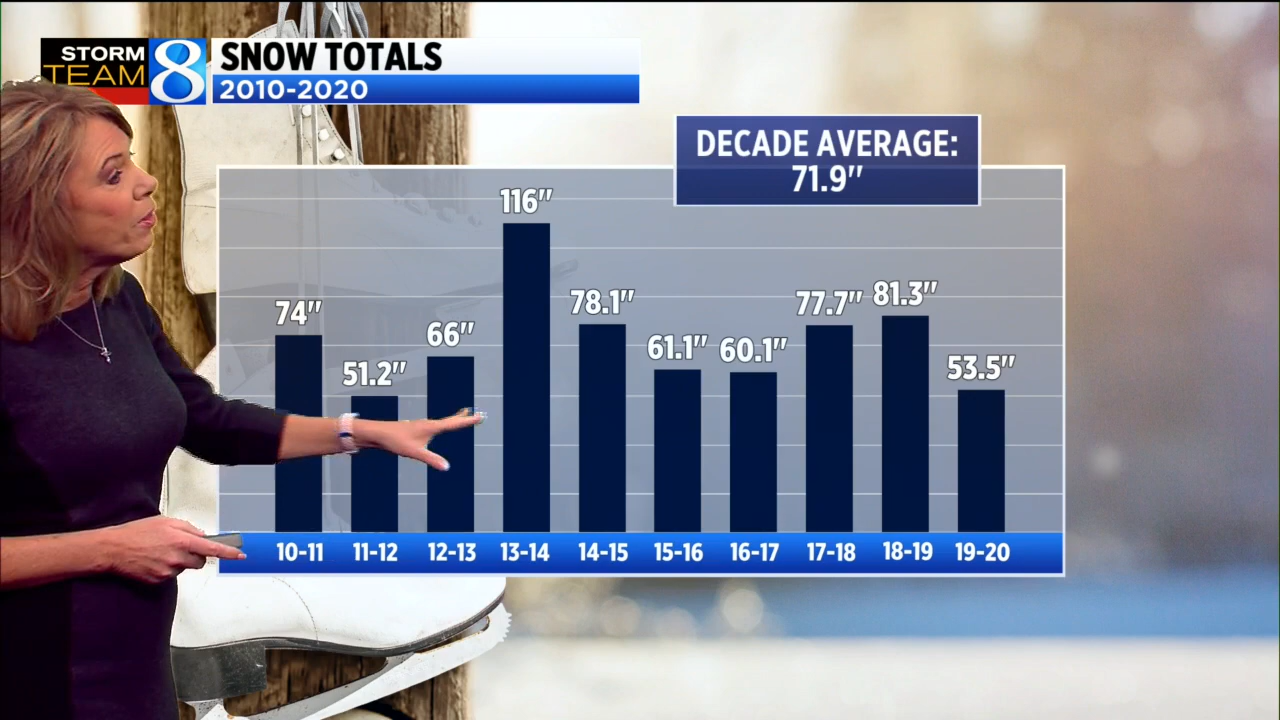 STORM
TEAM 8
SNOW TOTALS
2010-2020
DECADE AVERAGE:
71.9"
74"
51.2"
66"
116"
78.1"
61.1"
60.1"
77.7"
81.3"
53.5"
10-11 11-12 12-13 13-14 14-15 15-16 16-17 17-18 18-19 19-20